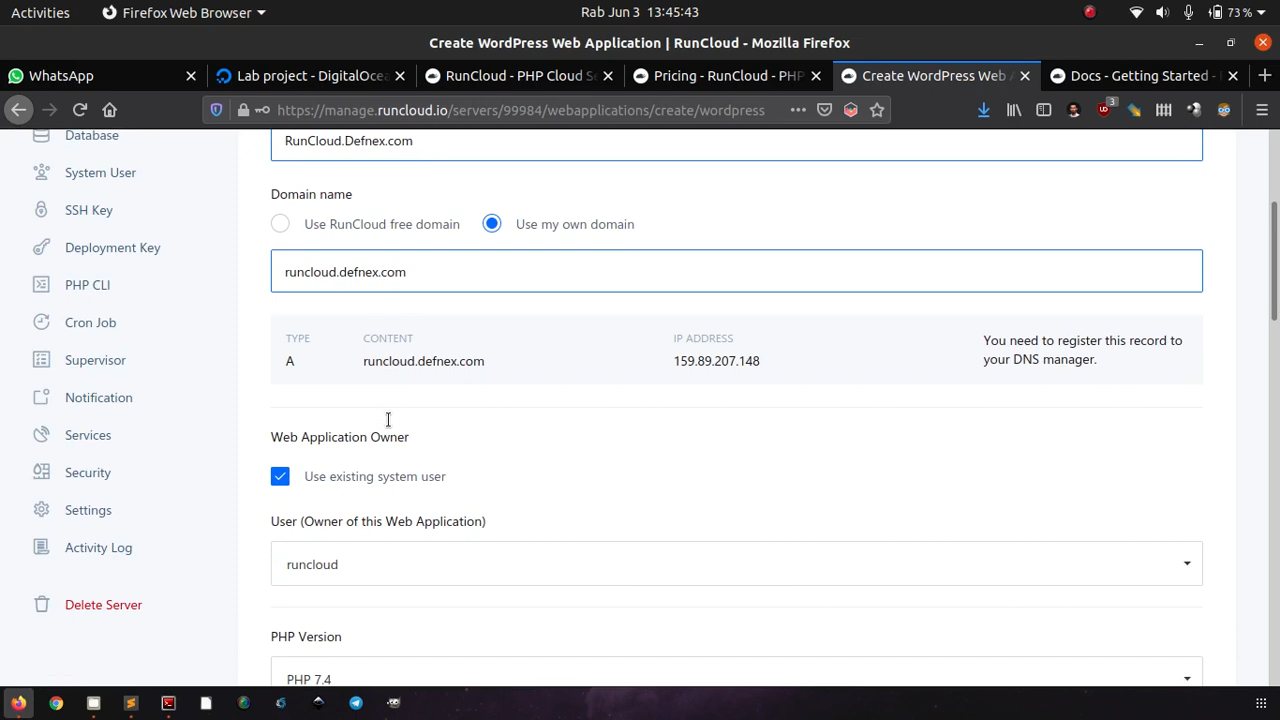 Activities
Firefox Web Browser
Rab Jun 3 13:45:43
73 %
Create WordPress Web Application | RunCloud - Mozilla Firefox
WhatsApp
Lab project - DigitalOcea
RunCloud - PHP Cloud Se
Pricing - RunCloud - PHP
Create WordPress Web A
Docs - Getting Started -
https://manage.runcloud.io/servers/99984/webapplications/create/wordpress
3
Database
System User
SSH Key
Deployment Key
PHP CLI
Cron Job
Supervisor
Notification
Services
Security
Settings
Activity Log
Delete Server
RunCloud.Defnex.com
Domain name
Use RunCloud free domain
Use my own domain
runcloud.defnex.com
TYPE
CONTENT
IP ADDRESS
A
runcloud.defnex.com
159.89.207.148
You need to register this record to
your DNS manager.
Web Application Owner
Use existing system user
User (Owner of this Web Application)
runcloud
PHP Version
PHP 7.4